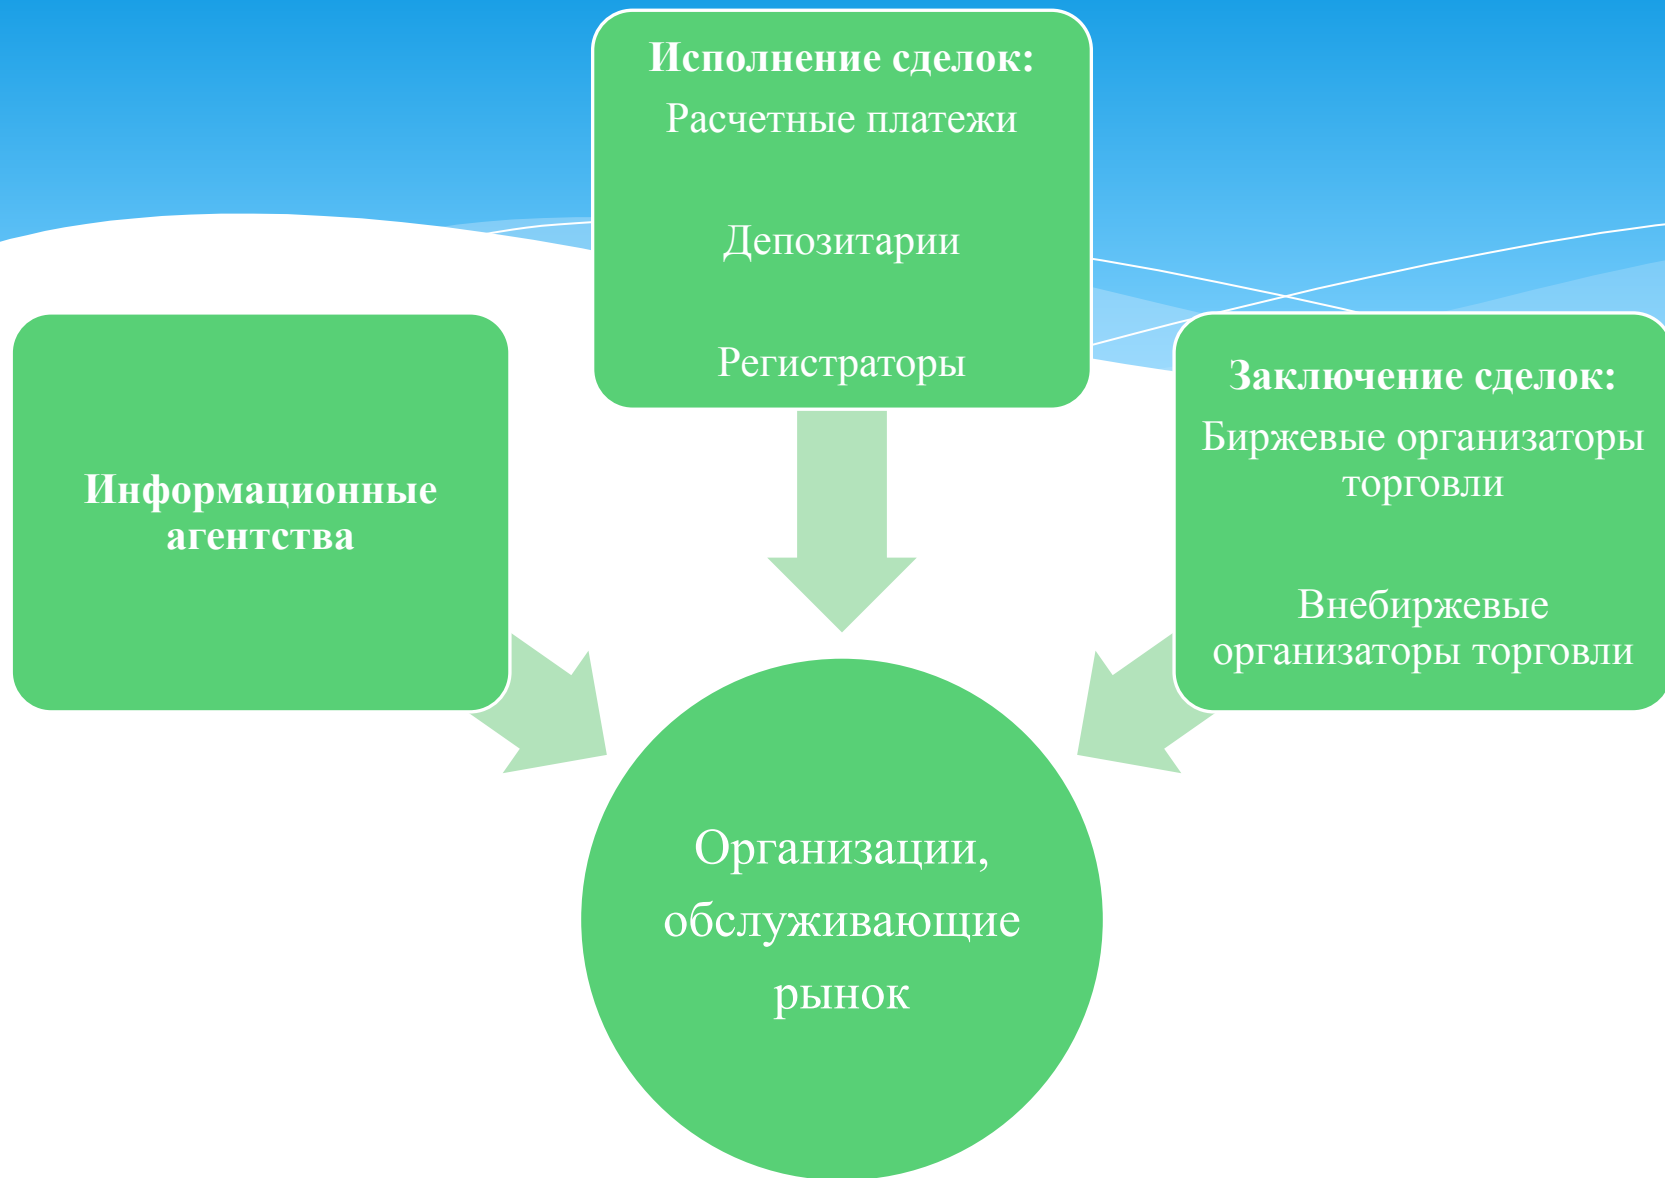 Исполнение сделок:
Расчетные платежи
Депозитарии
Регистраторы
Информационные
агентства
Заключение сделок:
Биржевые организаторы
торговли
Внебиржевые
организаторы торговли
Организации,
обслуживающие
рынок